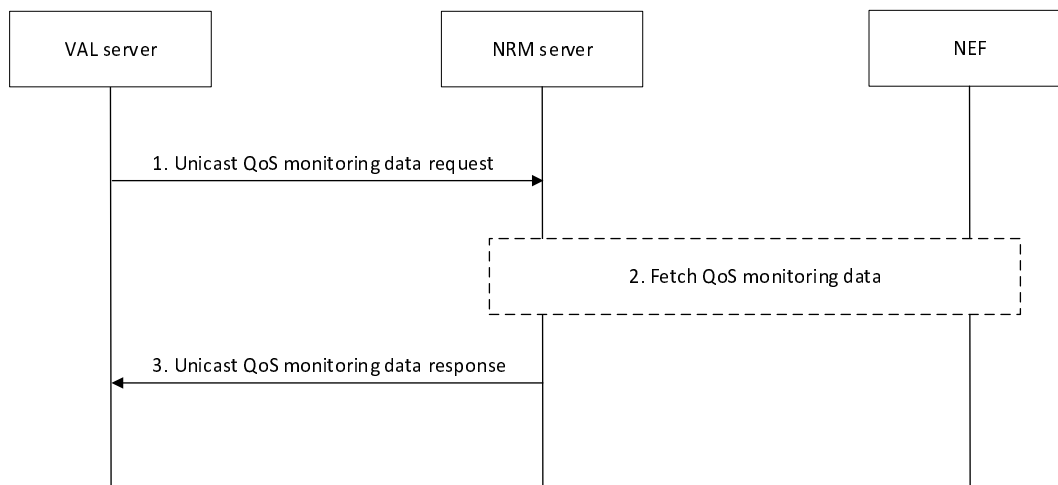 VAL server
NRM server
NEF
1. Unicast QoS monitoring data request
2. Fetch QoS monitoring data
3. Unicast QoS monitoring data response